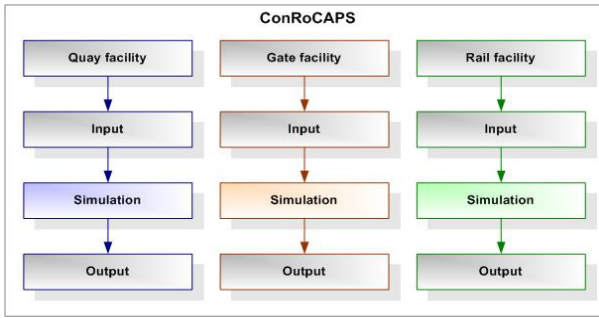 ConRoCAPS
Quay facility
Gate facility
Rail facility
Input
Input
Input
Simulation
Simulation
Simulation
Output
Output
Output